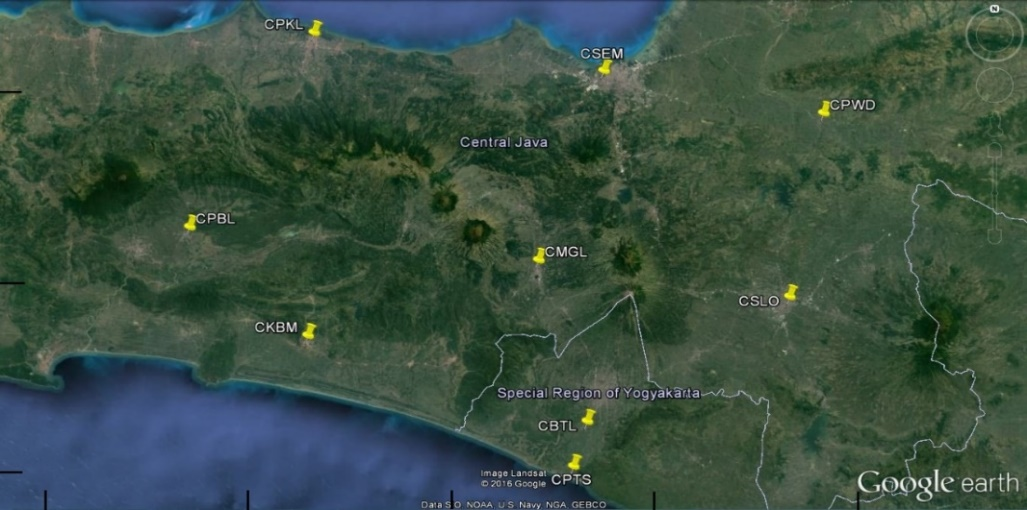 CPKL
N
CSEM
CPWD
Central Java
CPBL
CMGL
CSLO
CKBM
Special Region of Yogyakarta
CBTL
Image Landsat
© 2016 Google
CPTS
Google earth
Data SIO, NOAA, U.S. Navy, NGA, GEBCO